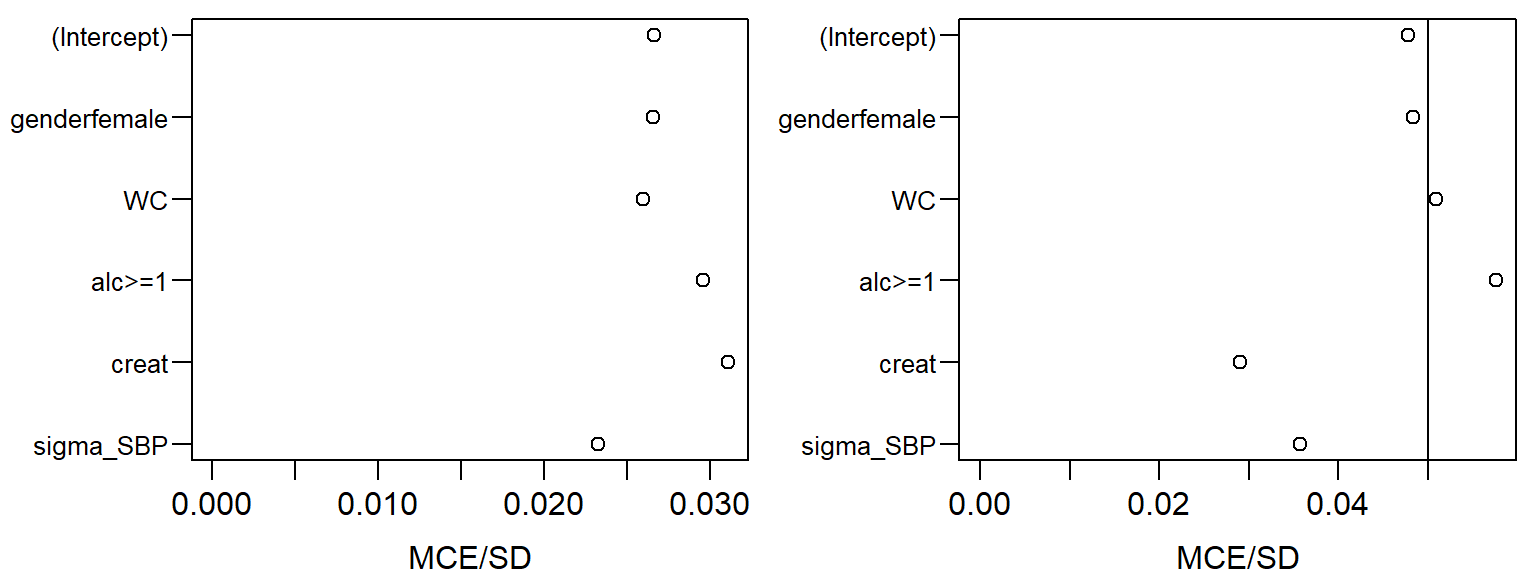 (Intercept)
genderfemale
WC
alc>=1
creat
sigma_SBP
0.000 0.010 0.020 0.030
MCE/SD
(Intercept)
genderfemale
WC
alc>=1
creat
sigma_SBP
0.00 0.02 0.04
MCE/SD